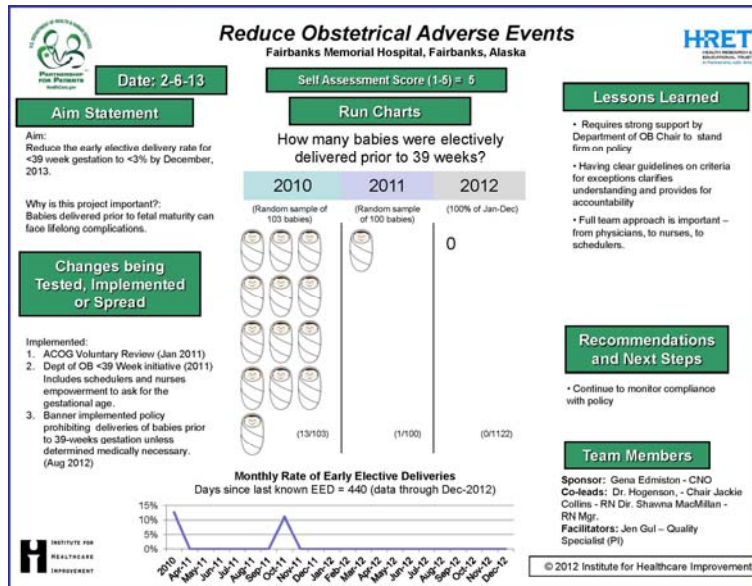 Reduce Obstetrical Adverse Events
Fairbanks Memorial Hospital, Fairbanks, Alaska
U.S. DEPARTMENT OF HEALTH & HUMAN SERVICES
PARTNERSHIP
FOR PATIENTS
HealthCare.gov
HRET
HEALTH RESEARCH &
EDUCATIONAL TRUST
Date: 2-6-13
Self Assessment Score (1-5) = 5
Aim Statement
Aim:
Reduce the early elective delivery rate for
<39 week gestation to <3% by December,
2013.
Why is this project important?:
Babies delivered prior to fetal maturity can
face lifelong complications.
Changes being
Tested, Implemented
or Spread
Implemented:
1. ACOG Voluntary Review (Jan 2011)
2. Dept of OB <39 Week initiative (2011)
Includes schedulers and nurses
empowerment to ask for the
gestational age.
3. Banner implemented policy
prohibiting deliveries of babies prior
to 39-weeks gestation unless
determined medically necessary.
(Aug 2012)
Run Charts
How many babies were electively
delivered prior to 39 weeks?
2010 2011 2012
(Random sample of
103 babies)
(Random sample
of 100 babies)
(100% of Jan-Dec)
0
(13/103) (1/100) (0/1122)
Monthly Rate of Early Elective Deliveries
Days since last known EED = 440 (data through Dec-2012)
15%
10%
5%
0%
2010 Apr-11 May-11 Jun-11 Jul-11 Aug-11 Sep-11 Oct-11 Nov-11 Dec-11 Jan-12 Feb-12 Mar-12 Apr-12 May-12 Jun-12 Jul-12 Aug-12 Sep-12 Oct-12 Nov-12 Dec-12
Lessons Learned
• Requires strong support by
Department of OB Chair to stand
firm on policy
• Having clear guidelines on criteria
for exceptions clarifies
understanding and provides for
accountability
• Full team approach is important –
from physicians, to nurses, to
schedulers.
Recommendations
and Next Steps
• Continue to monitor compliance
with policy
Team Members
Sponsor: Gena Edmiston - CNO
Co-leads: Dr. Hogenson, - Chair Jackie
Collins - RN Dir. Shawna MacMillan -
RN Mgr.
Facilitators: Jen Gul – Quality
Specialist (PI)
INSTITUTE FOR
HEALTHCARE
IMPROVEMENT
© 2012 Institute for Healthcare Improvement